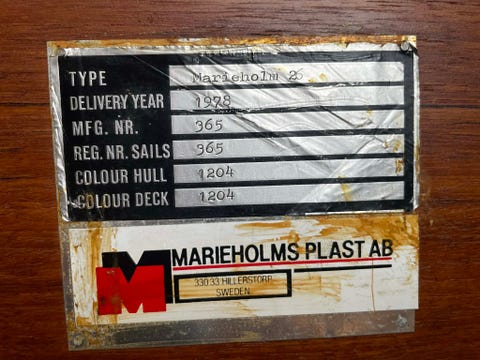 TYPE Marieholm 26
DELIVERY YEAR 1978
MFG. NR. 365
REG. NR. SAILS 365
COLOUR HULL 1204
COLOUR DECK 1204
M MARIEHOLMS PLAST AB
330 33 HILLERSTORP
SWEDEN